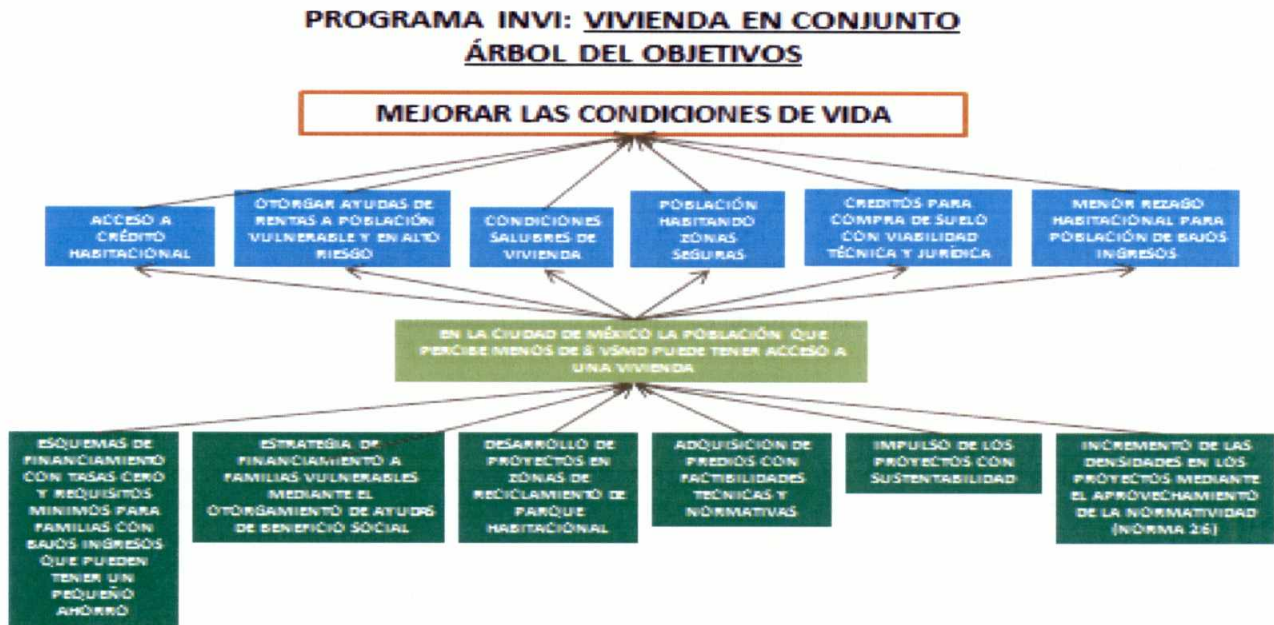 PROGRAMA INVI: VIVIENDA EN CONJUNTO
ÁRBOL DEL OBJETIVOS
MEJORAR LAS CONDICIONES DE VIDA
ACCESO A
CRÉDITO
HABITACIONAL
OTORGAR AYUDAS DE
RENTAS A POBLACIÓN
VULNERABLE Y EN ALTO
RIESGO
CONDICIONES
SALUBRES DE
VIVIENDA
POBLACIÓN
HABITANDO
ZONAS
SEGURAS
CREDITOS PARA
COMPRA DE SUELO
CON VIABILIDAD
TÉCNICA Y JURÍDICA
MENOR REZAGO
HABITACIONAL PARA
POBLACIÓN DE BAJOS
INGRESOS
EN LA CIUDAD DE MÉXICO LA POBLACIÓN QUE
PERCIBE MENOS DE 8 VSMD PUEDE TENER ACCESO A
UNA VIVIENDA
ESQUEMAS DE
FINANCIAMIENTO
CON TASAS CERO
Y REQUISITOS
MINIMOS PARA
FAMILIAS CON
BAJOS INGRESOS
QUE PUEDEN
TENER UN
PEQUEÑO
AHORRO
ESTRATEGIA DE
FINANCIAMIENTO A
FAMILIAS VULNERABLES
MEDIANTE EL
OTORGAMIENTO DE AYUDAS
DE BENEFICIO SOCIAL
DESARROLLO DE
PROYECTOS EN
ZONAS DE
RECICLAMIENTO DE
PARQUE
HABITACIONAL
ADQUISICIÓN DE
PREDIOS CON
FACTIBILIDADES
TECNICAS Y
NORMATIVAS
IMPULSO DE LOS
PROYECTOS CON
SUSTENTABILIDAD
INCREMENTO DE LAS
DENSIDADES EN LOS
PROYECTOS MEDIANTE
EL APROVECHAMIENTO
DE LA NORMATIVIDAD
(NORMA 26)